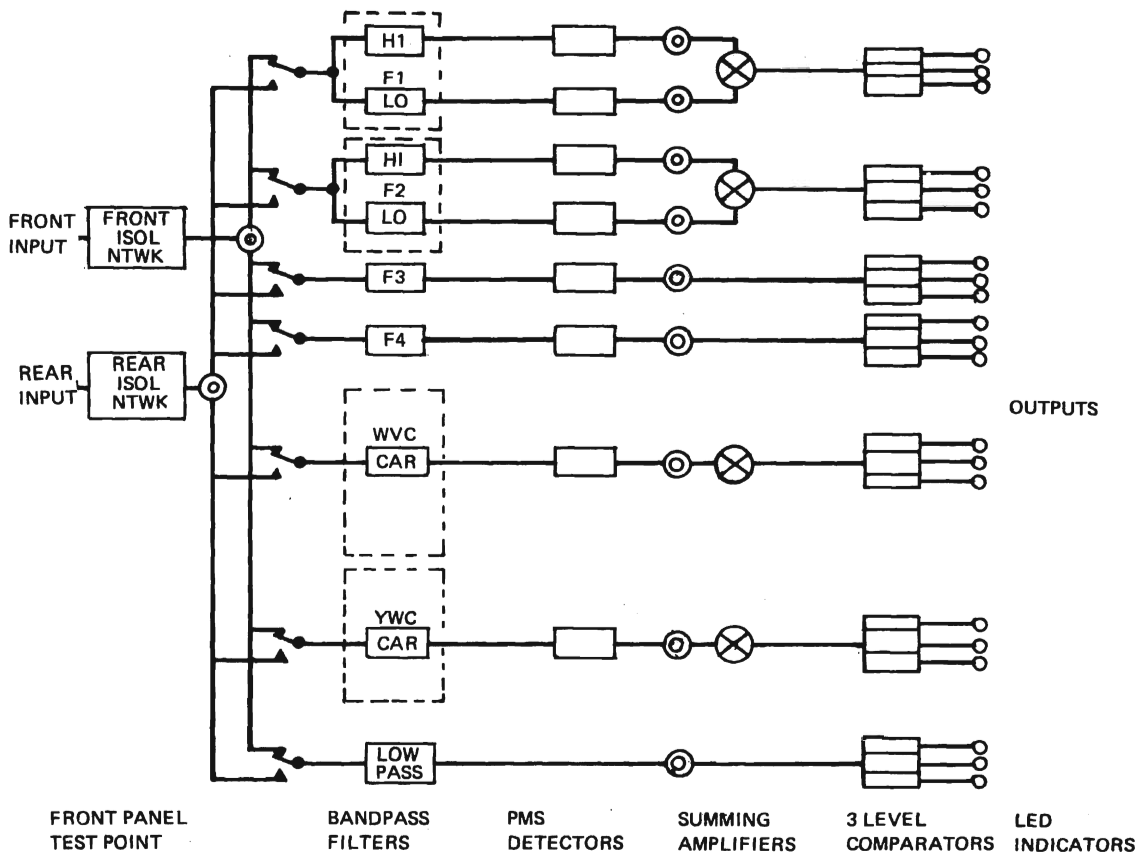 H1
F1
LO
HI
F2
LO
FRONT
INPUT
FRONT
ISOL
NTWK
F3
F4
REAR
INPUT
REAR
ISOL
NTWK
OUTPUTS
WVC
CAR
YWC
CAR
LOW
PASS
FRONT PANEL
TEST POINT
BANDPASS
FILTERS
PMS
DETECTORS
SUMMING
AMPLIFIERS
3 LEVEL
COMPARATORS
LED
INDICATORS